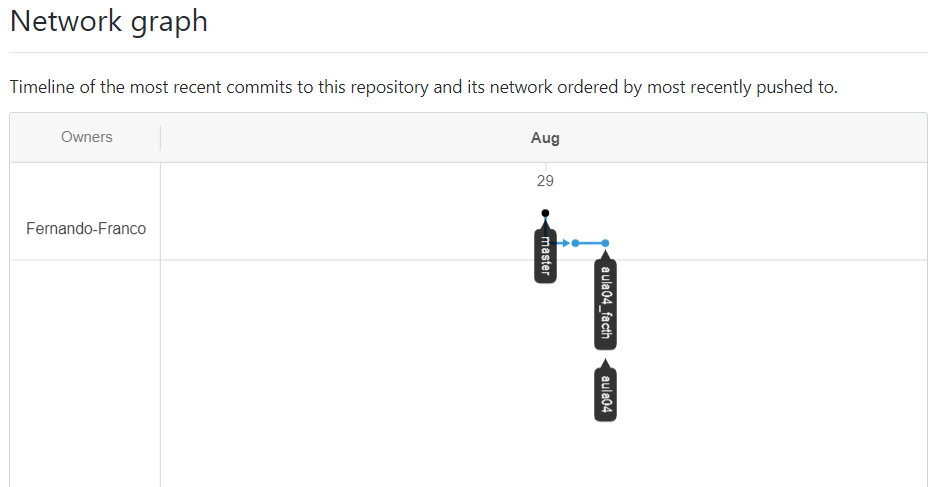 Network graph
Timeline of the most recent commits to this repository and its network ordered by most recently pushed to.
Owners
Aug
29
Fernando-Franco
master
aula04_facth
aula04